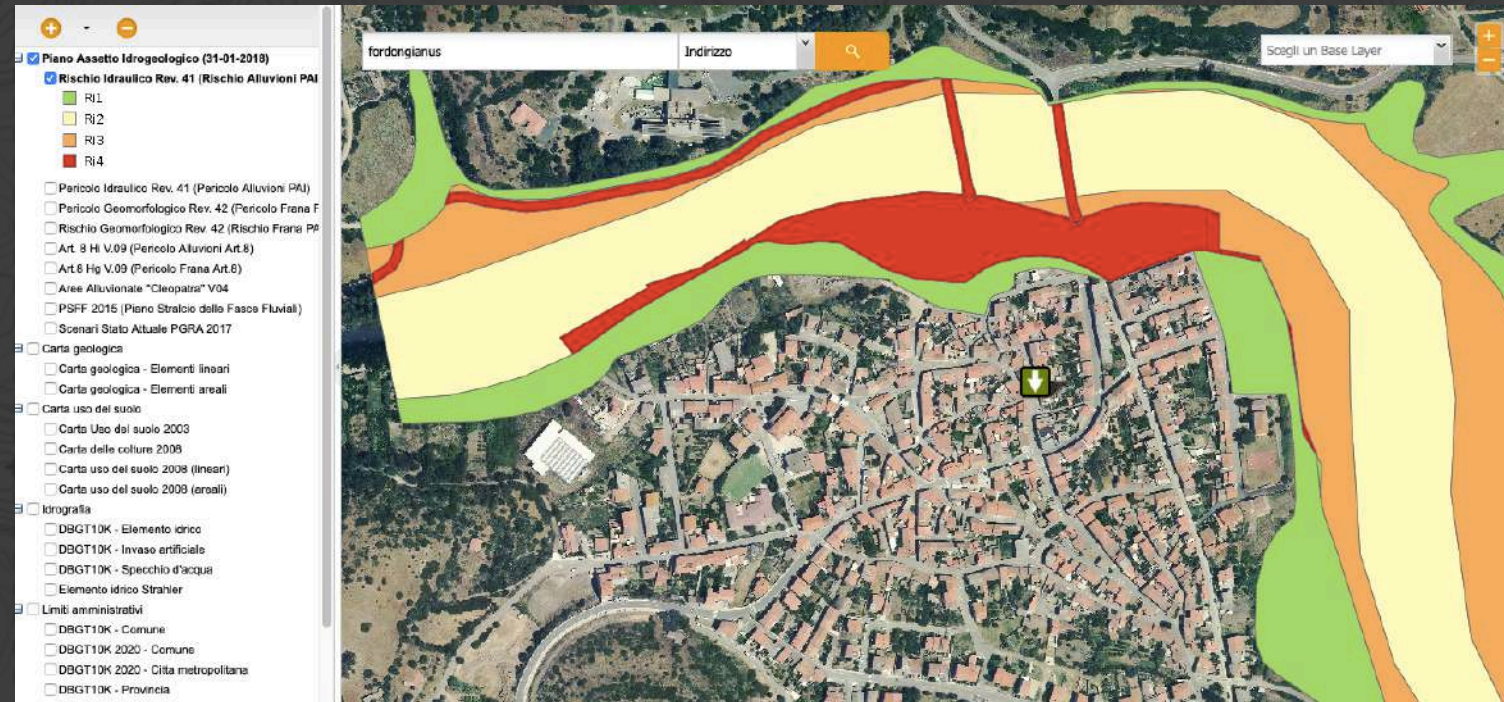 Piano Assetto Idrogeologico (31-01-2018)
Rischio Idraulico Rev. 41 (Rischio Alluvioni PAI
Ri1
Ri2
Ri3
Ri4
Pericolo Idraulico Rev. 41 (Pericolo Alluvioni PAI)
Pericolo Geomorfologico Rev. 42 (Pericolo Frana F
Rischio Geomorfologico Rev. 42 (Rischio Frana PA
Art. 8 Hi V.09 (Pericolo Alluvioni Art.8)
Art.8 Hg V.09 (Pericolo Frana Art.8)
Aree Alluvionate "Cleopatra" V04
PSFF 2015 (Piano Stralcio delle Fasce Fluviali)
Scenari Stato Attuale PGRA 2017
Carta geologica
Carta geologica - Elementi lineari
Carta geologica - Elementi areali
Carta uso del suolo
Carta Uso del suolo 2003
Carta delle colture 2008
Carta uso del suolo 2008 (lineari)
Carta uso del suolo 2008 (areali)
Idrografia
DBGT10K - Elemento idrico
DBGT10K - Invaso artificiale
DBGT10K - Specchio d'acqua
Elemento idrico Strahler
Limiti amministrativi
DBGT10K - Comune
DBGT10K 2020 - Comune
DBGT10K 2020 - Citta metropolitana
DBGT10K - Provincia
fordongianus
Indirizzo
Scegli un Base Layer